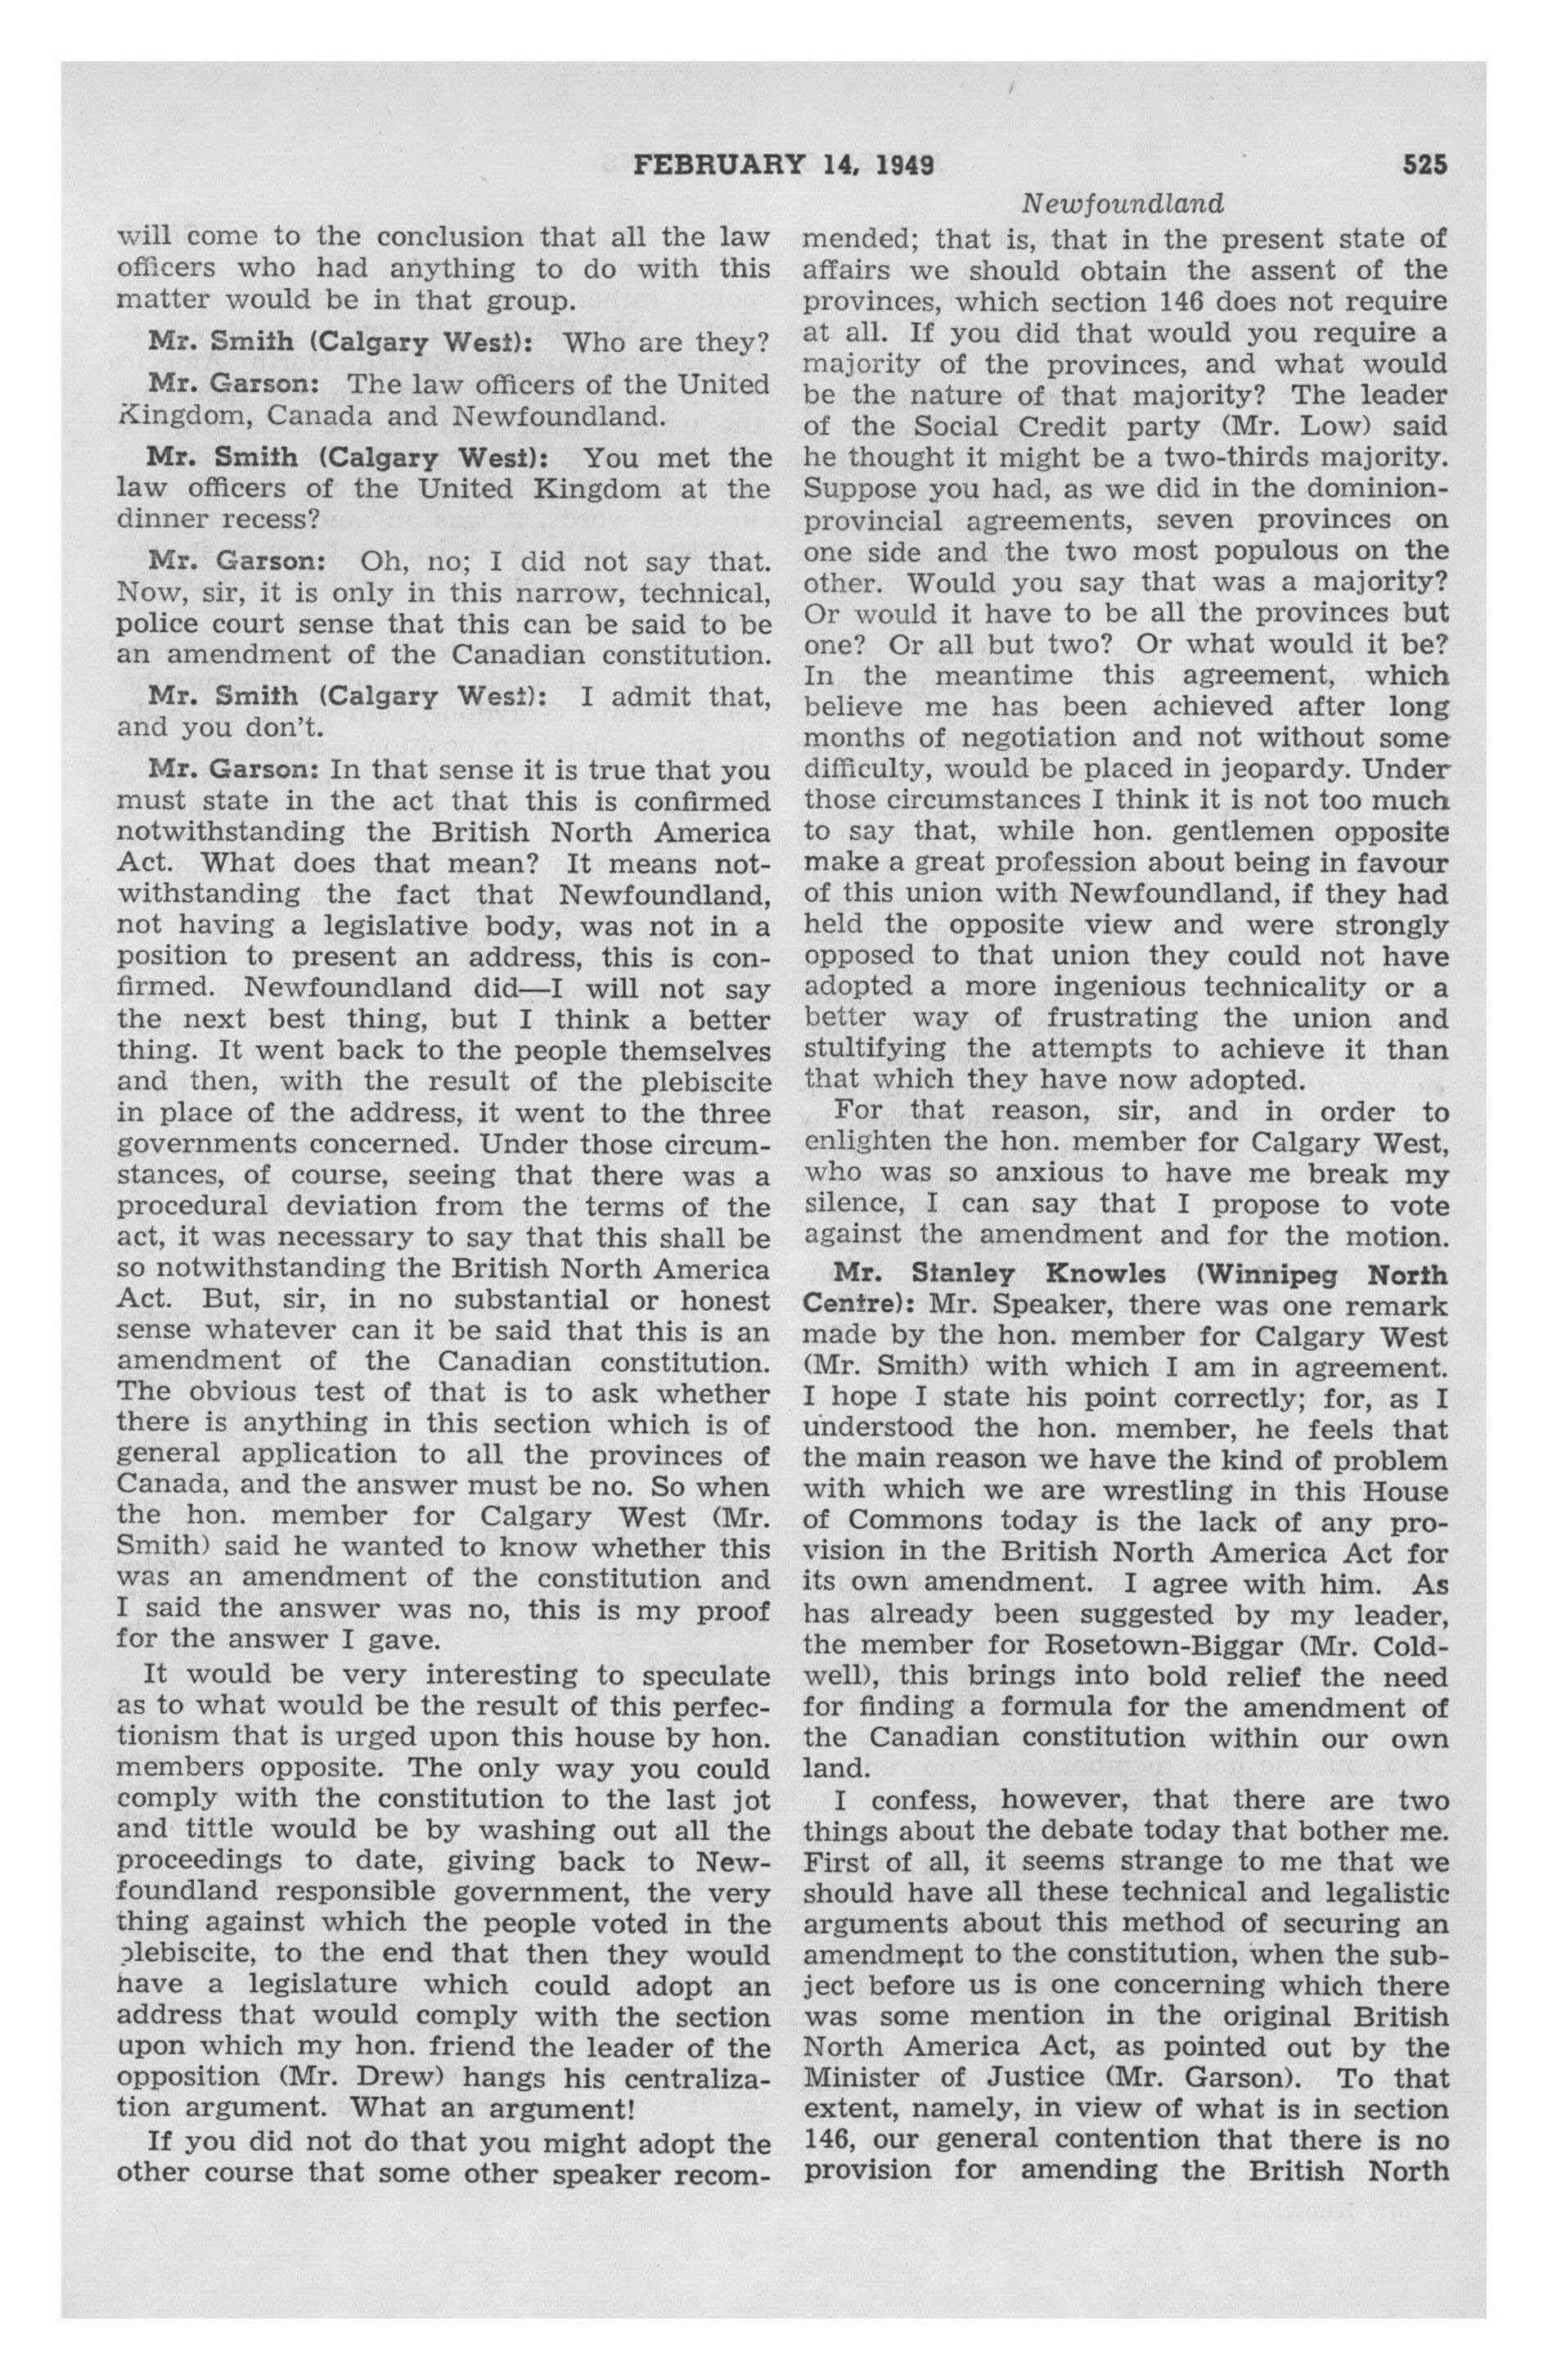 FEBRUARY 14, 1949 525
Newfoundland
will come to the conclusion that all the law
officers who had anything to do with this
matter would be in that group.
Mr. Smith (Calgary West): Who are they?
Mr. Garson: The law officers of the United
Kingdom, Canada and Newfoundland.
Mr. Smith (Calgary West): You met the
law officers of the United Kingdom at the
dinner recess?
Mr. Garson: Oh, no; I did not say that.
Now, sir, it is only in this narrow, technical,
police court sense that this can be said to be
an amendment of the Canadian constitution.
Mr. Smith (Calgary West): I admit that,
and you don't.
Mr. Garson: In that sense it is true that you
must state in the act that this is confirmed
notwithstanding the British North America
Act. What does that mean? It means not-
withstanding the fact that Newfoundland,
not having a legislative body, was not in a
position to present an address, this is con-
firmed. Newfoundland did—I will not say
the next best thing, but I think a better
thing. It went back to the people themselves
and then, with the result of the plebiscite
in place of the address, it went to the three
governments concerned. Under those circum-
stances, of course, seeing that there was a
procedural deviation from the terms of the
act, it was necessary to say that this shall be
so notwithstanding the British North America
Act. But, sir, in no substantial or honest
sense whatever can it be said that this is an
amendment of the Canadian constitution.
The obvious test of that is to ask whether
there is anything in this section which is of
general application to all the provinces of
Canada, and the answer must be no. So when
the hon. member for Calgary West (Mr.
Smith) said he wanted to know whether this
was an amendment of the constitution and
I said the answer was no, this is my proof
for the answer I gave.
It would be very interesting to speculate
as to what would be the result of this perfec-
tionism that is urged upon this house by hon.
members opposite. The only way you could
comply with the constitution to the last jot
and tittle would be by washing out all the
proceedings to date, giving back to New-
foundland responsible government, the very
thing against which the people voted in the
plebiscite, to the end that then they would
have a legislature which could adopt an
address that would comply with the section
upon which my hon. friend the leader of the
opposition (Mr. Drew) hangs his centraliza-
tion argument. What an argument!
If you did not do that you might adopt the
other course that some other speaker recom-
mended; that is, that in the present state of
affairs we should obtain the assent of the
provinces, which section 146 does not require
at all. If you did that would you require a
majority of the provinces, and what would
be the nature of that majority? The leader
of the Social Credit party (Mr. Low) said
he thought it might be a two-thirds majority.
Suppose you had, as we did in the dominion-
provincial agreements, seven provinces on
one side and the two most populous on the
other. Would you say that was a majority?
Or would it have to be all the provinces but
one? Or all but two? Or what would it be?
In the meantime this agreement, which
believe me has been achieved after long
months of negotiation and not without some
difficulty, would be placed in jeopardy. Under
those circumstances I think it is not too much
to say that, while hon. gentlemen opposite
make a great profession about being in favour
of this union with Newfoundland, if they had
held the opposite view and were strongly
opposed to that union they could not have
adopted a more ingenious technicality or a
better way of frustrating the union and
stultifying the attempts to achieve it than
that which they have now adopted.
For that reason, sir, and in order to
enlighten the hon. member for Calgary West,
who was so anxious to have me break my
silence, I can say that I propose to vote
against the amendment and for the motion.
Mr. Stanley Knowles (Winnipeg North
Centre): Mr. Speaker, there was one remark
made by the hon. member for Calgary West
(Mr. Smith) with which I am in agreement.
I hope I state his point correctly; for, as I
understood the hon. member, he feels that
the main reason we have the kind of problem
with which we are wrestling in this House
of Commons today is the lack of any pro-
vision in the British North America Act for
its own amendment. I agree with him. As
has already been suggested by my leader,
the member for Rosetown-Biggar (Mr. Cold-
well), this brings into bold relief the need
for finding a formula for the amendment of
the Canadian constitution within our own
land.
I confess, however, that there are two
things about the debate today that bother me.
First of all, it seems strange to me that we
should have all these technical and legalistic
arguments about this method of securing an
amendment to the constitution, when the sub-
ject before us is one concerning which there
was some mention in the original British
North America Act, as pointed out by the
Minister of Justice (Mr. Garson). To that
extent, namely, in view of what is in section
146, our general contention that there is no
provision for amending the British North